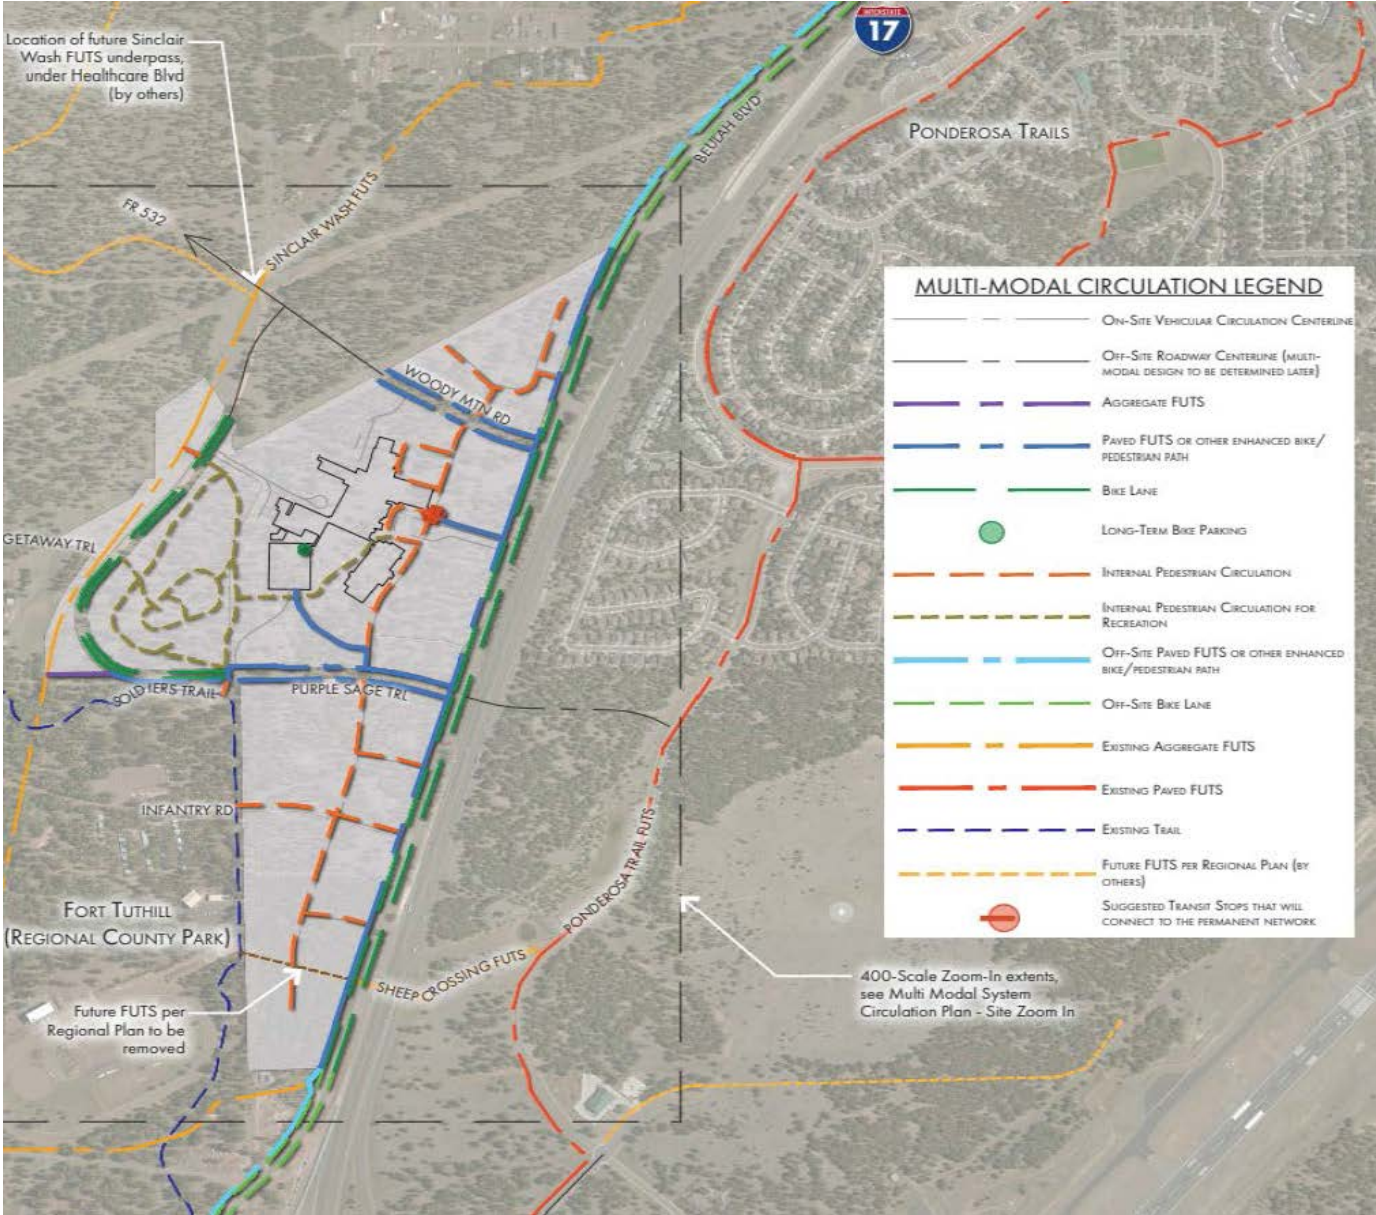 Location of future Sinclair
Wash FUTS underpass,
under Healthcare Blvd
(by others)
INTERSTATE
17
BEULAH BLVD
PONDEROSA TRAILS
FR 532
SINCLAIR WASH FUTS
MULTI-MODAL CIRCULATION LEGEND
ON-SITE VEHICULAR CIRCULATION CENTERLINE
OFF-SITE ROADWAY CENTERLINE (MULTI-
MODAL DESIGN TO BE DETERMINED LATER)
AGGREGATE FUTS
PAVED FUTS OR OTHER ENHANCED BIKE/
PEDESTRIAN PATH
BIKE LANE
LONG-TERM BIKE PARKING
INTERNAL PEDESTRIAN CIRCULATION
INTERNAL PEDESTRIAN CIRCULATION FOR
RECREATION
OFF-SITE PAVED FUTS OR OTHER ENHANCED
BIKE/PEDESTRIAN PATH
OFF-SITE BIKE LANE
EXISTING AGGREGATE FUTS
EXISTING PAVED FUTS
EXISTING TRAIL
FUTURE FUTS PER REGIONAL PLAN (BY
OTHERS)
SUGGESTED TRANSIT STOPS THAT WILL
CONNECT TO THE PERMANENT NETWORK
WOODY MTN RD
GETAWAY TRL
SOLDIERS TRAIL
PURPLE SAGE TRL
INFANTRY RD
PONDEROSA TRAIL FUTS
FORT TUTHILL
(REGIONAL COUNTY PARK)
SHEEP CROSSING FUTS
400-Scale Zoom-In extents,
see Multi Modal System
Circulation Plan - Site Zoom In
Future FUTS per
Regional Plan to be
removed